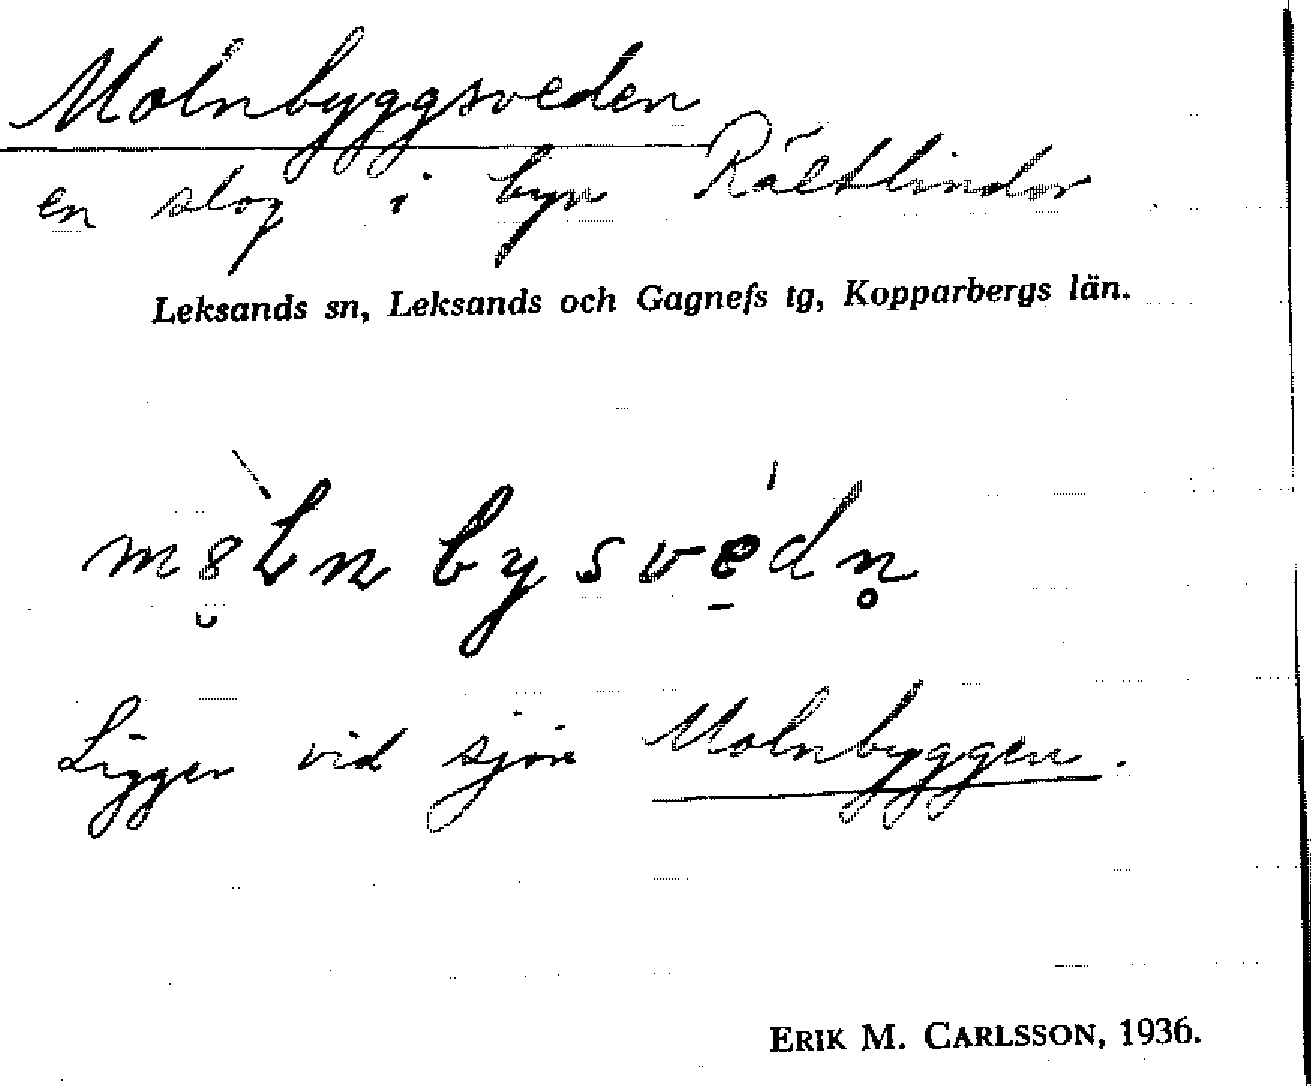 Molnbyggsveden
en slog i byn Rältlindor
Leksands sn, Leksands och Gagnefs tg, Kopparbergs län.
Ligger vid sjön Molnbyggen.
ERIK M. CARLSSON, 1936.